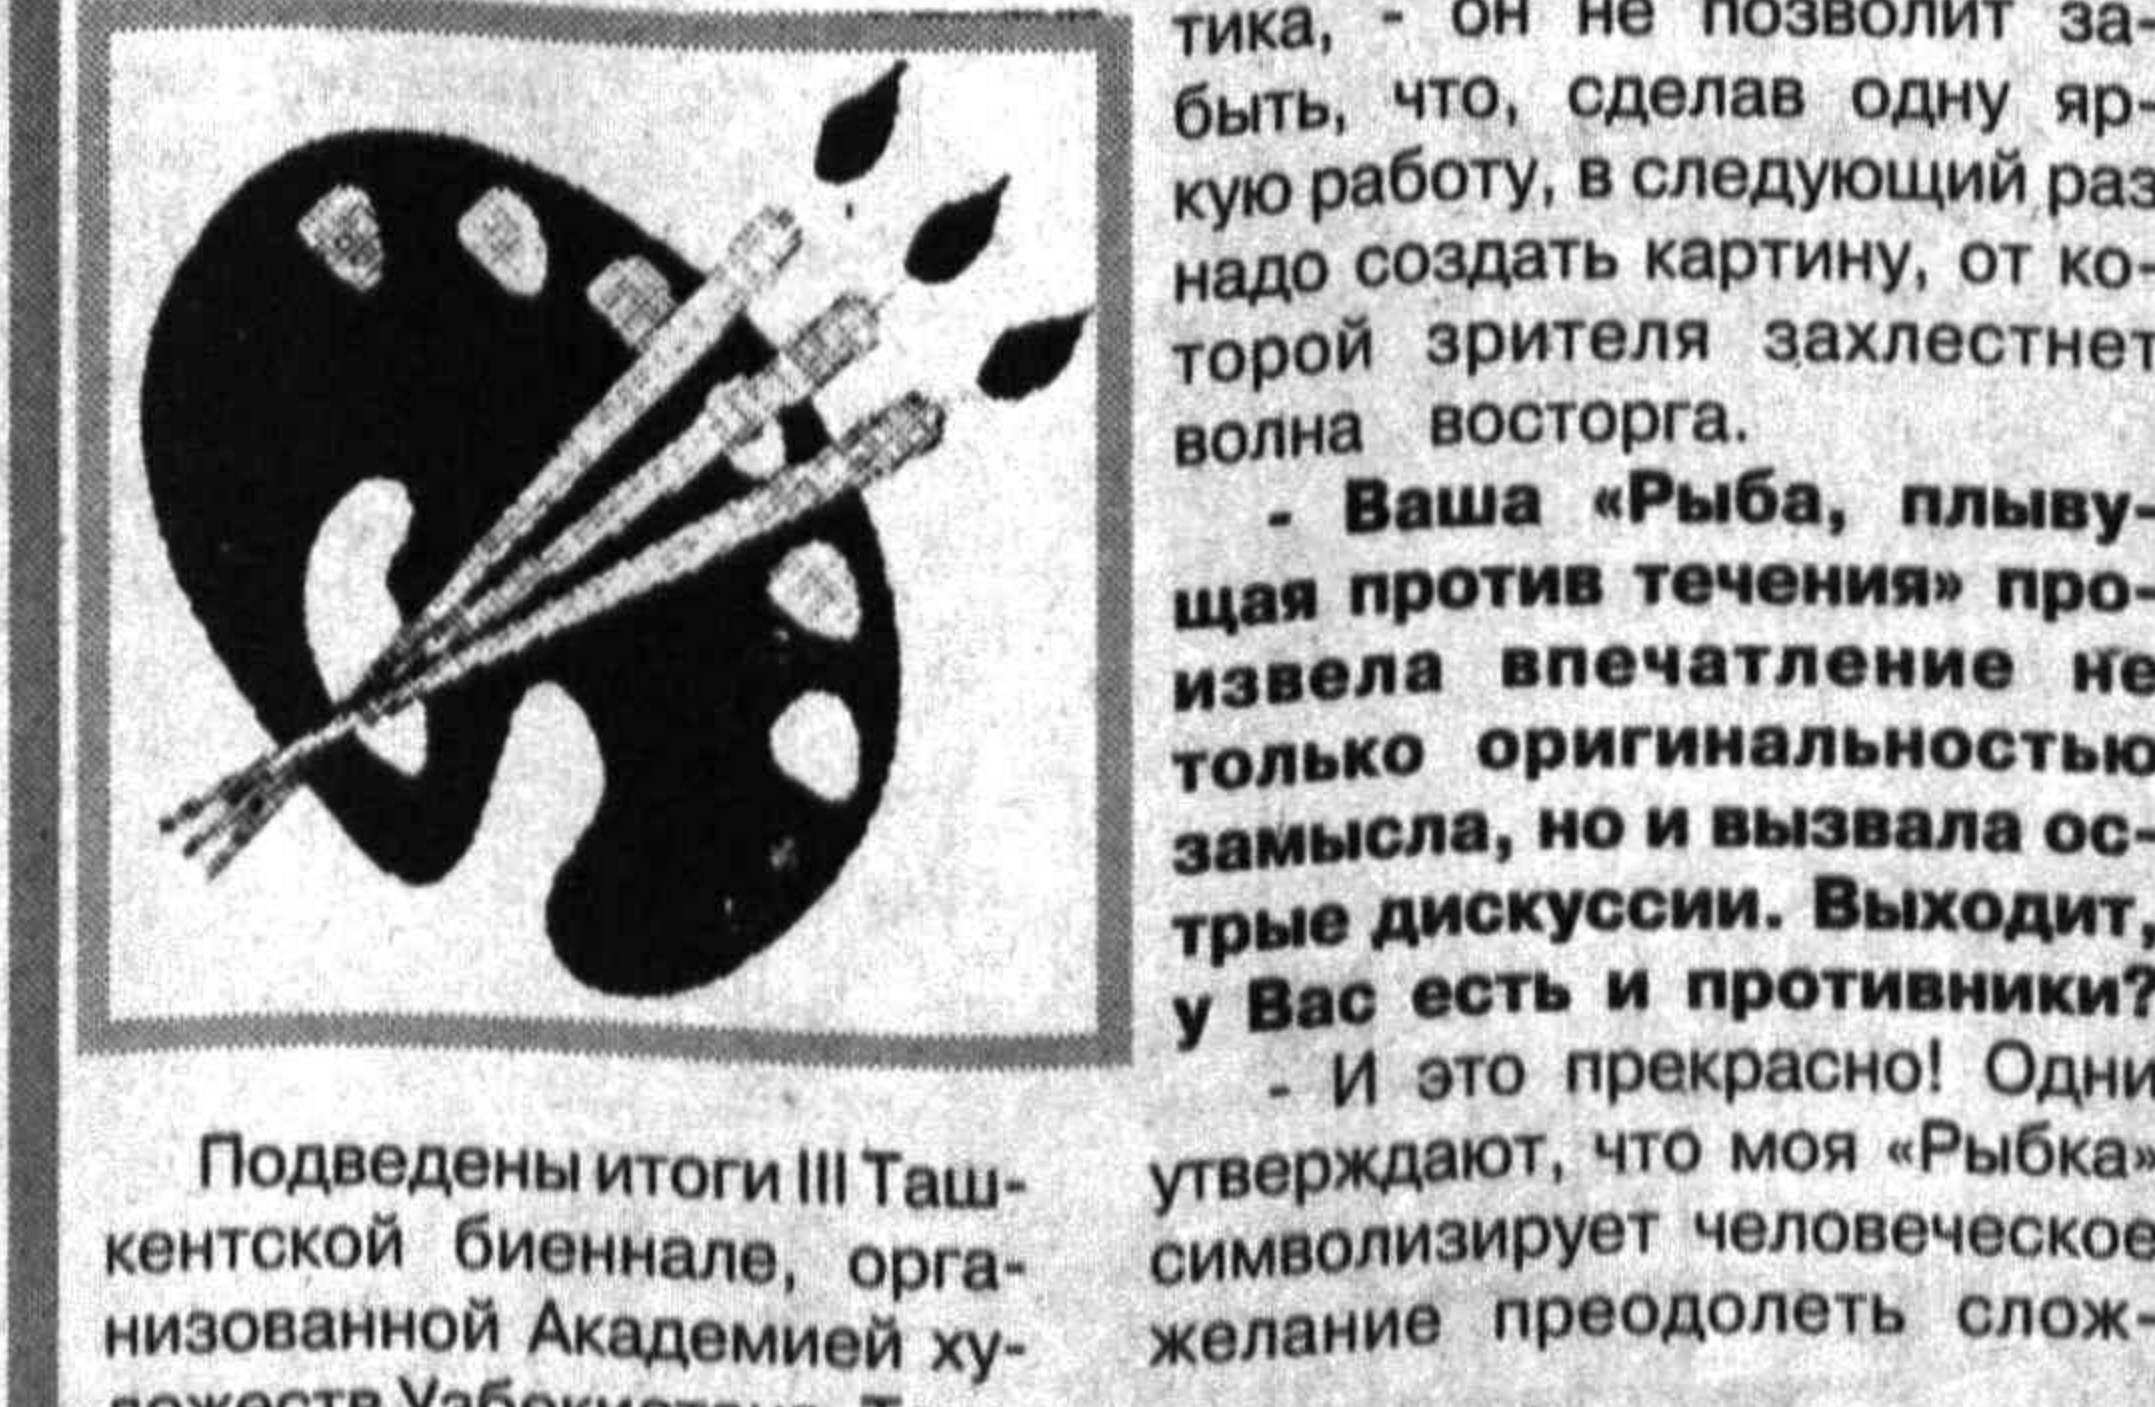 Подведены итоги III Таш-
кентской биеннале, орга-
низованной Академией ху-
дожеств Узбекистана.
тика, - он не позволит за-
быть, что, сделав одну яр-
кую работу, в следующий раз
надо создать картину, от ко-
торой зрителя захлестнет
волна восторга.
- Ваша «Рыба, плыву-
щая против течения» про-
извела впечатление не
только оригинальностью
замысла, но и вызвала ос-
трые дискуссии. Выходит,
у Вас есть и противники?
- И это прекрасно! Одни
утверждают, что моя «Рыбка»
символизирует человеческое
желание преодолеть слож-